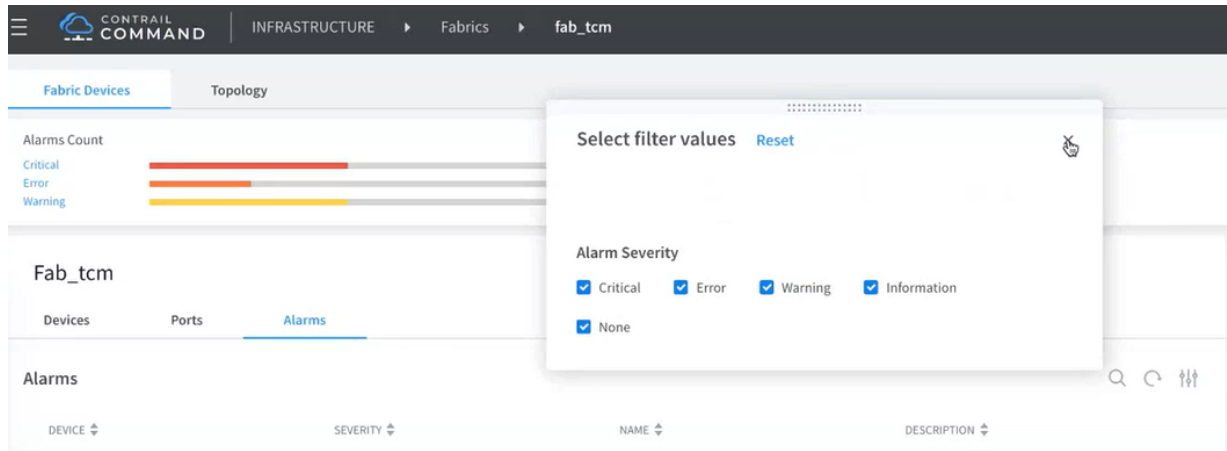 CONTRAIL
COMMAND
INFRASTRUCTURE Fabrics fab_tcm
Fabric Devices Topology
Alarms Count
Critical
Error
Warning
Select filter values Reset
Alarm Severity
Critical Error Warning Information
None
Fab_tcm
Devices Ports Alarms
Alarms
DEVICE SEVERITY NAME DESCRIPTION